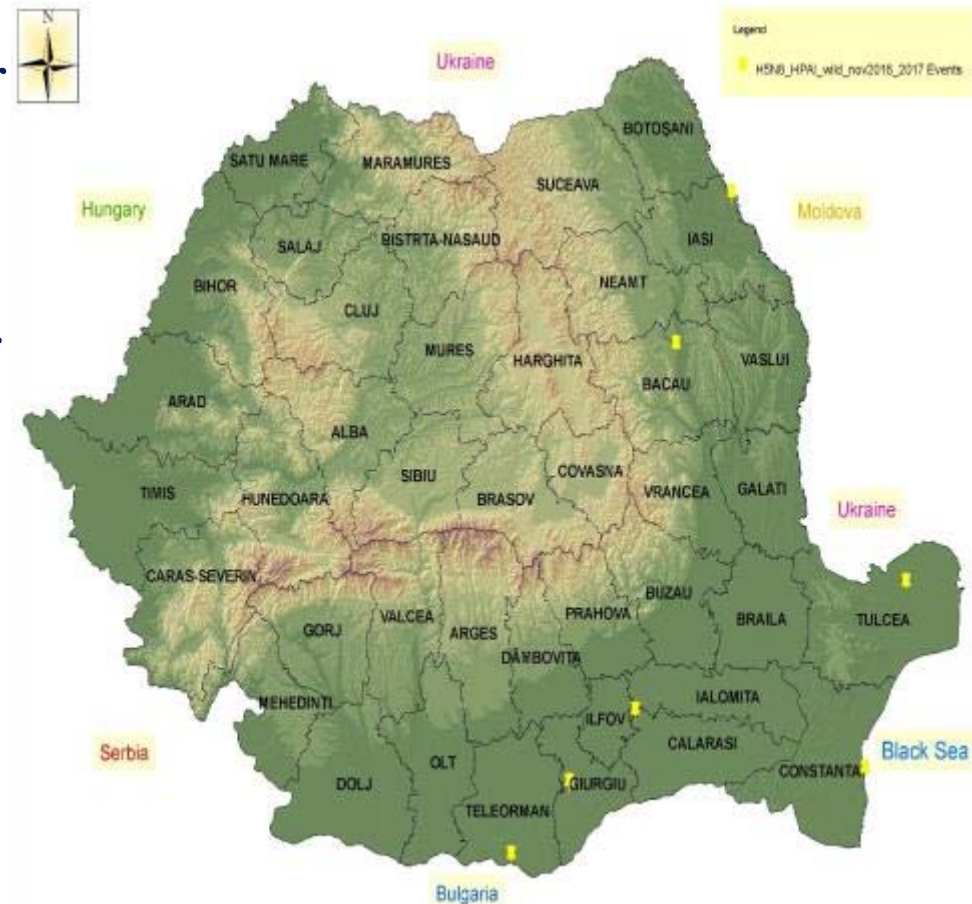 N
Legend
H5N8_HPAI_wild_nov2016_2017 Events
Ukraine
BOTOŞANI
SATU MARE
MARAMURES
SUCEAVA
Hungary
Moldova
SALAJ
BISTRTA-NASAUD
IASI
BIHOR
NEAMT
CLUJ
MURES
HARGHITA
VASLUI
BACAU
ARAD
ALBA
SIBIU
COVASNA
TIMIS
HUNEDOARA
BRASOV
VRANCEA
GALATI
Ukraine
CARAS-SEVERIN
BUZAU
VALCEA
PRAHOVA
BRAILA
TULCEA
GORJ
ARGES
DÂMBOVITA
MEHEDINTI
IALOMITA
ILFOV
Serbia
CALARASI
Black Sea
OLT
CONSTANTA
DOLJ
GIURGIU
TELEORMAN
Bulgaria